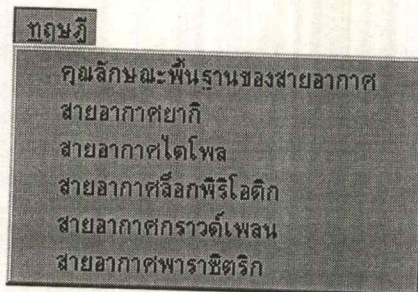 ทฤษฎี
คุณลักษณะพื้นฐานของสายอากาศ
สายอากาศยากิ
สายอากาศไดโพล
สายอากาศล็อกพิริโอดิก
สายอากาศกราวด์เพลน
สายอากาศพาราซิตริก